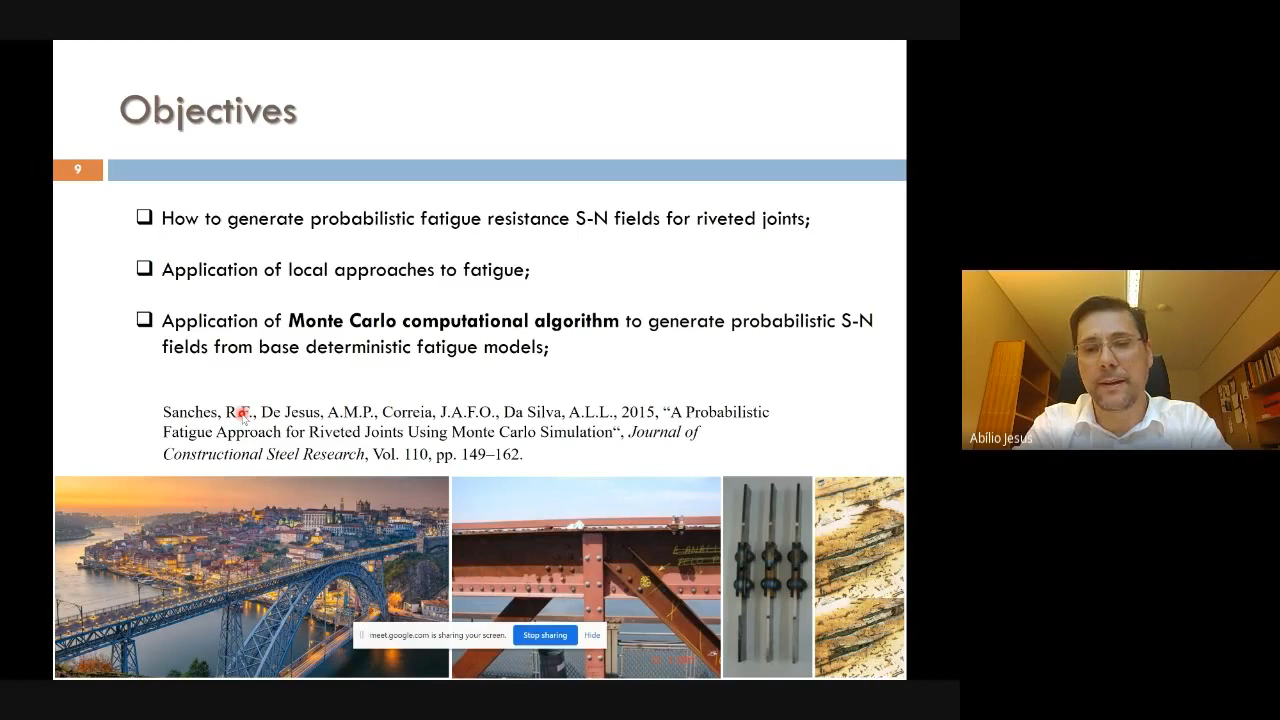 Objectives
9
How to generate probabilistic fatigue resistance S-N fields for riveted joints;
Application of local approaches to fatigue;
Application of Monte Carlo computational algorithm to generate probabilistic S-N
fields from base deterministic fatigue models;
Sanches, R.F., De Jesus, A.M.P., Correia, J.A.F.O., Da Silva, A.L.L., 2015, “A Probabilistic
Fatigue Approach for Riveted Joints Using Monte Carlo Simulation“, Journal of
Constructional Steel Research, Vol. 110, pp. 149–162.
meet.google.com is sharing your screen.
Stop sharing
Hide
Abílio Jesus